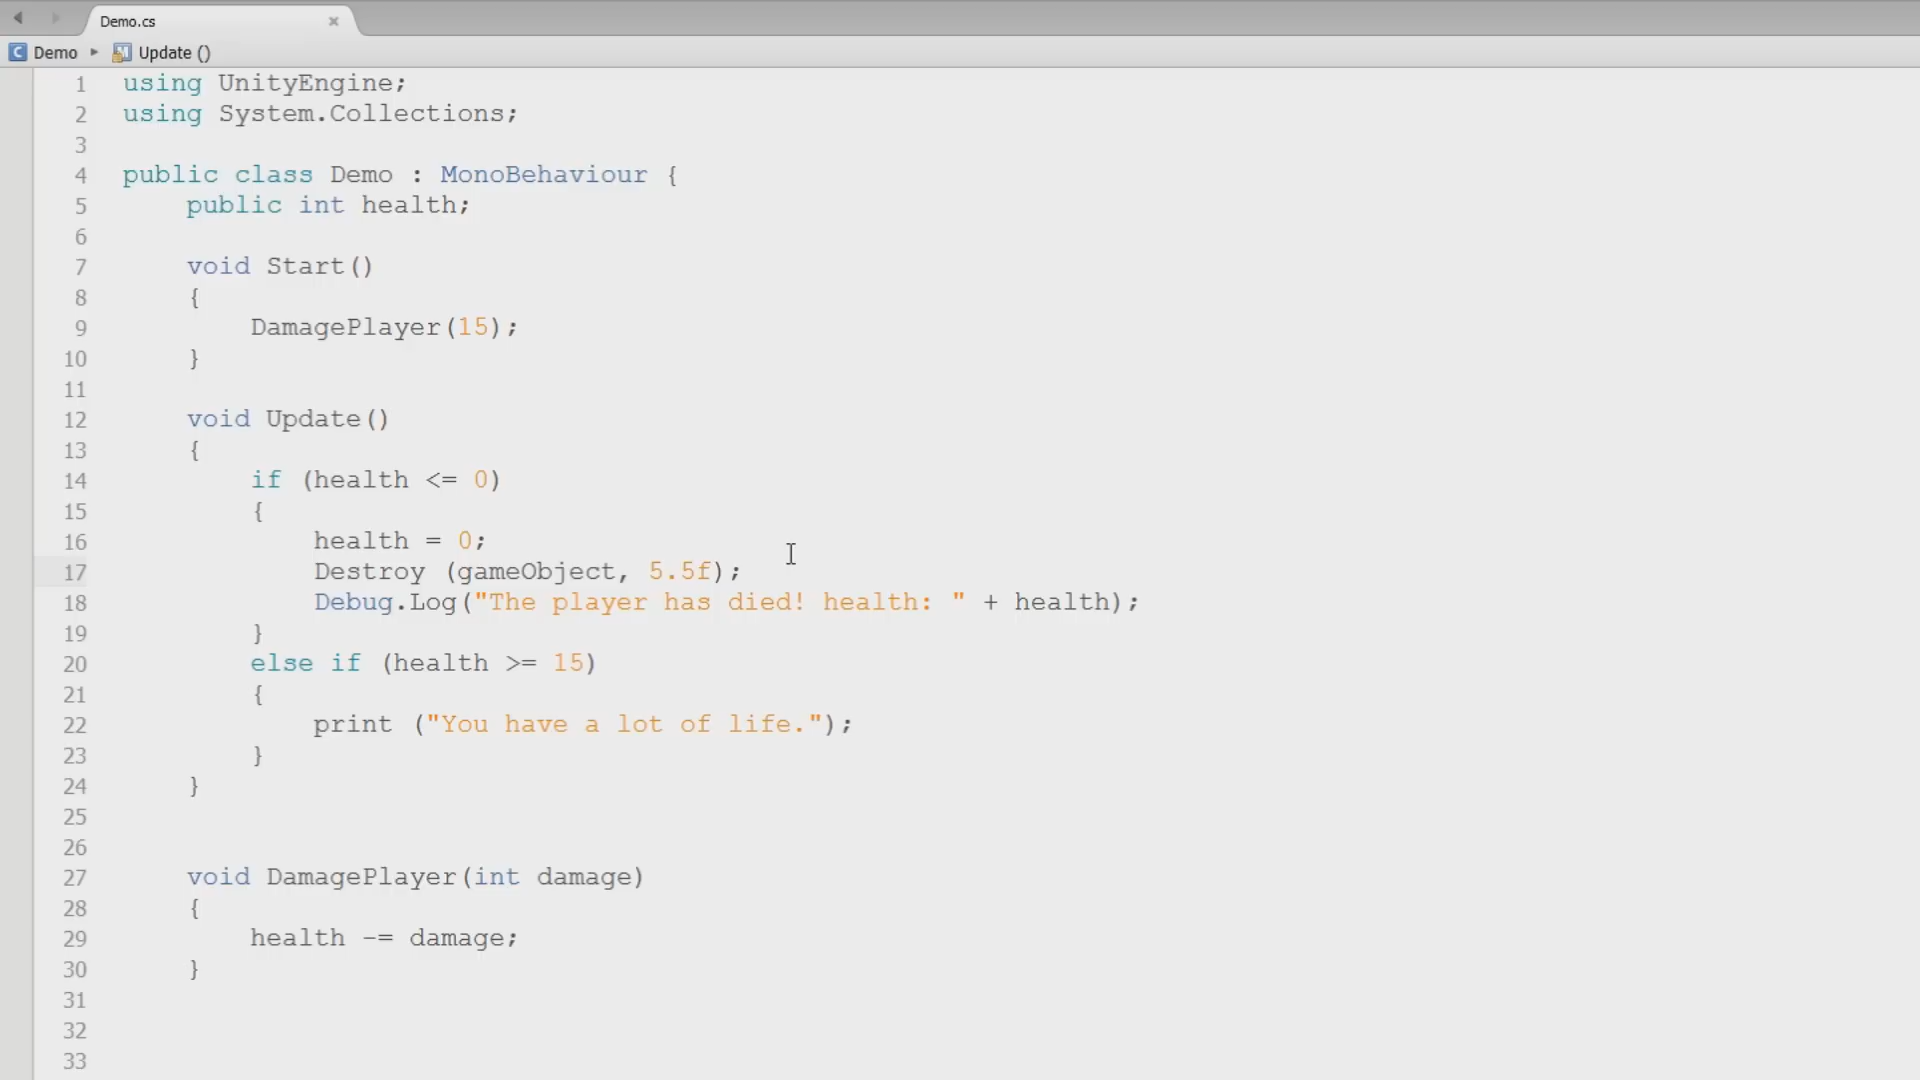 Demo.cs
Demo Update ()
1 using UnityEngine;
2 using System.Collections;
3
4 public class Demo : MonoBehaviour {
5 public int health;
6
7 void Start()
8 {
9 DamagePlayer(15);
10 }
11
12 void Update()
13 {
14 if (health <= 0)
15 {
16 health = 0;
17 Destroy (gameObject, 5.5f);
18 Debug.Log("The player has died! health: " + health);
19 }
20 else if (health >= 15)
21 {
22 print ("You have a lot of life.");
23 }
24 }
25
26
27 void DamagePlayer(int damage)
28 {
29 health -= damage;
30 }
31
32
33